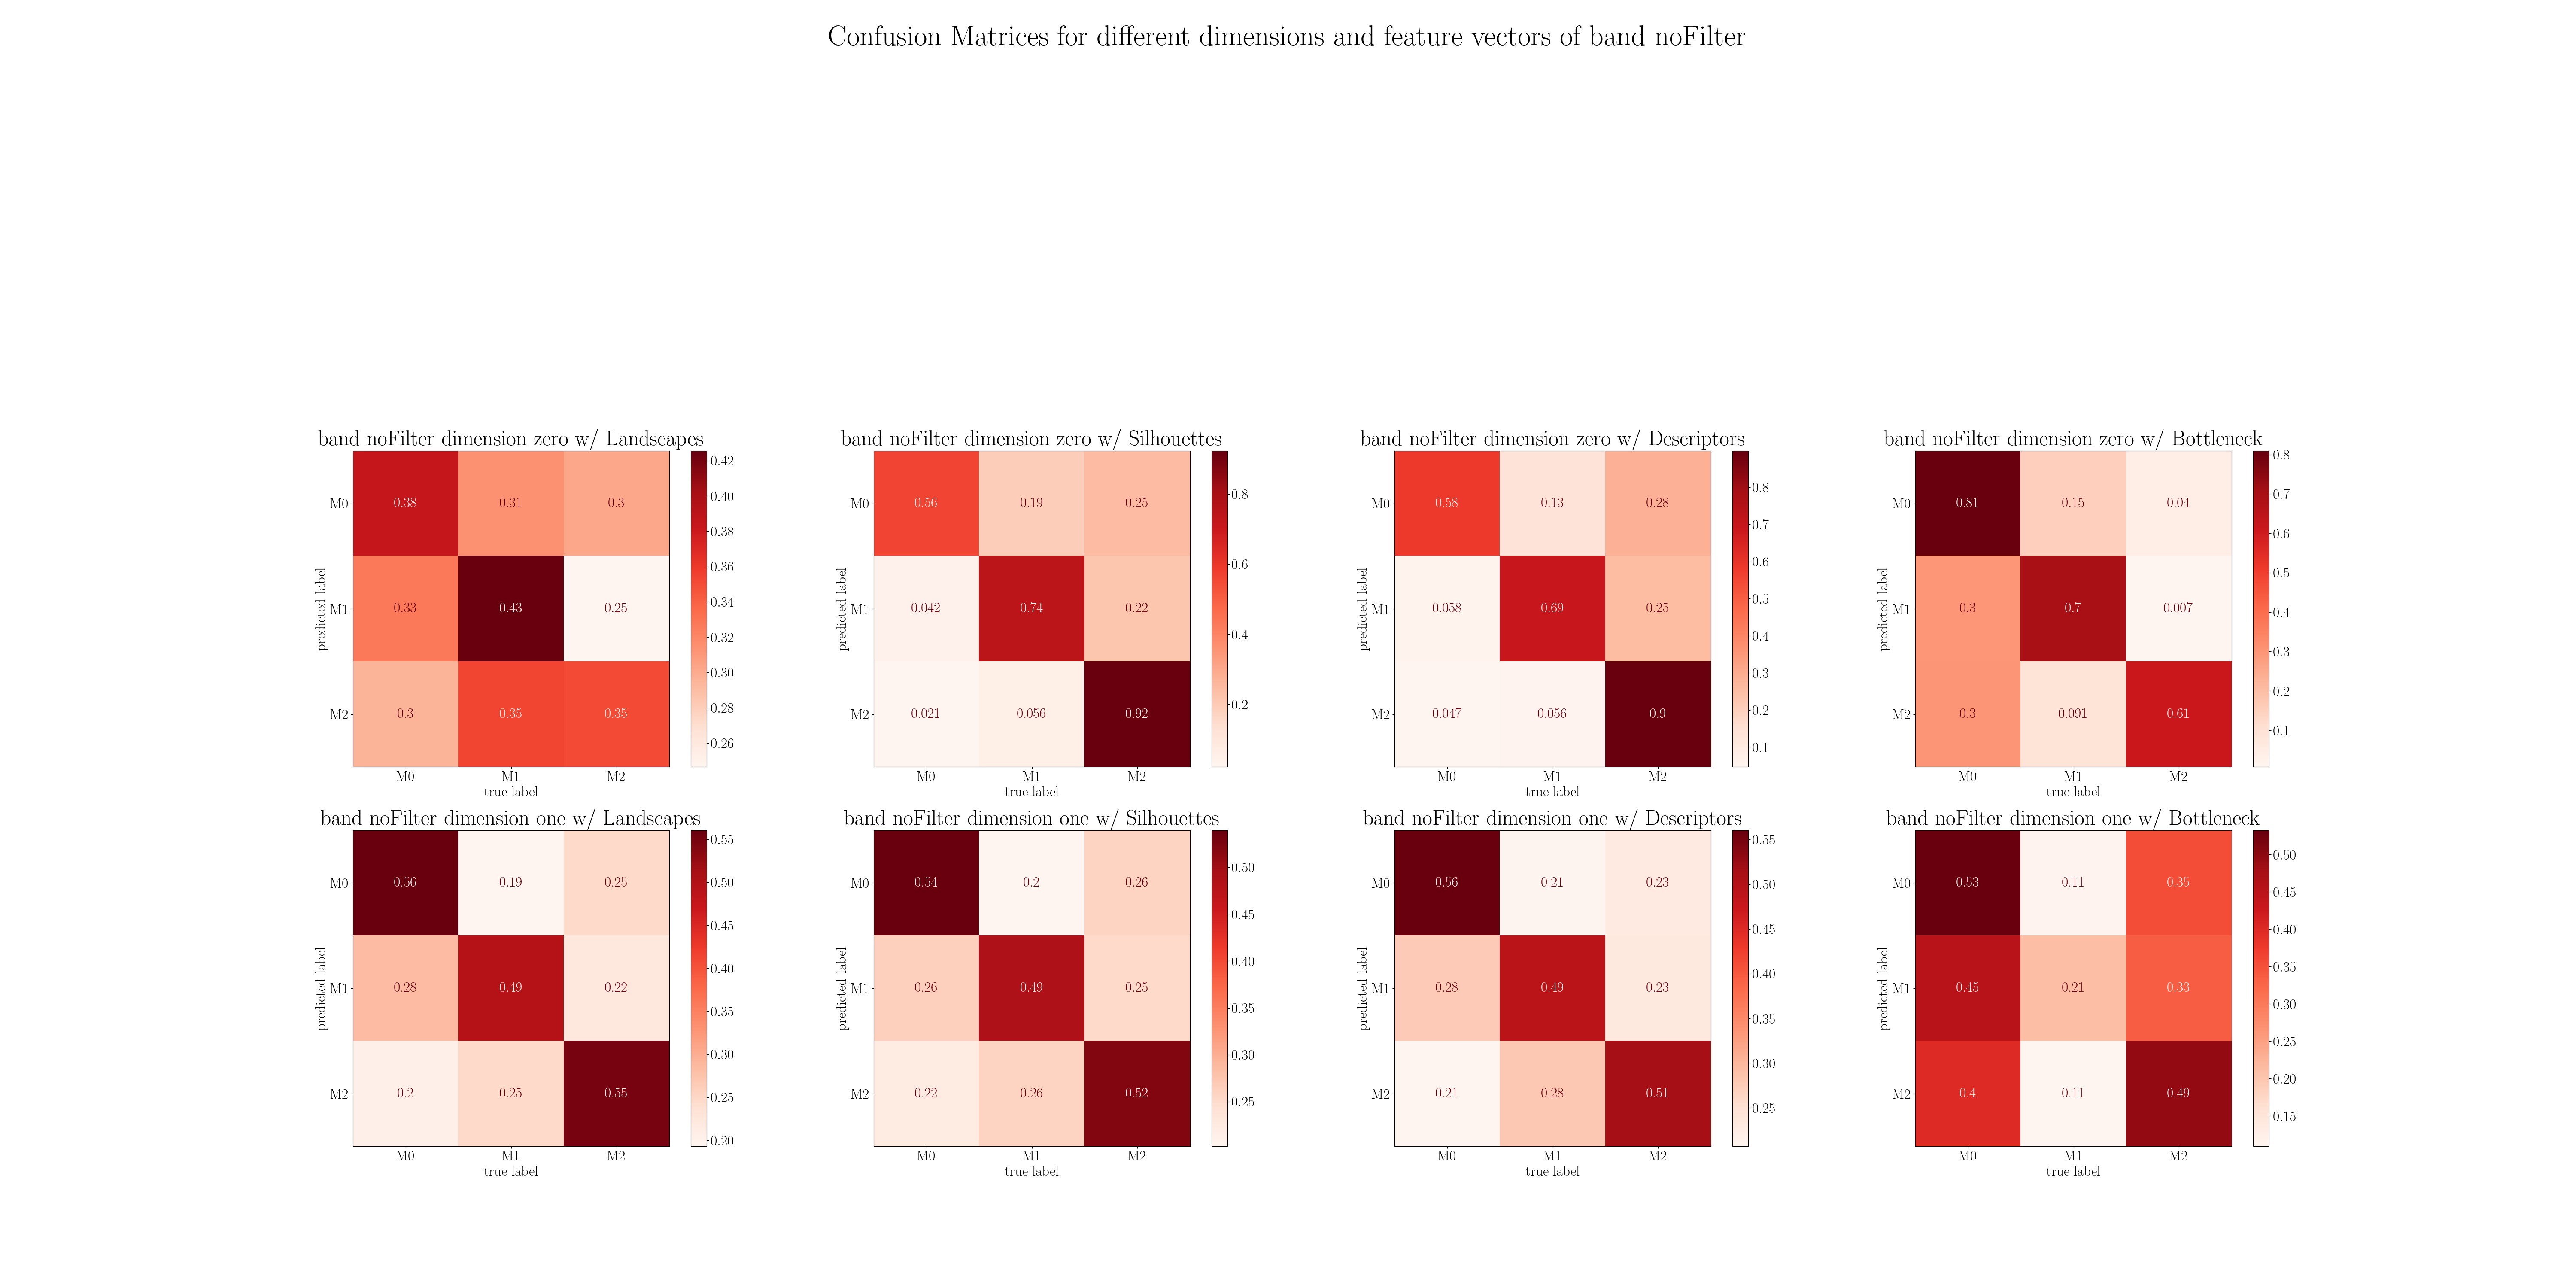 Confusion Matrices for different dimensions and feature vectors of band noFilter
band noFilter dimension zero w/ Landscapes
predicted label
M0 0.38 0.31 0.3
M1 0.33 0.43 0.25
M2 0.3 0.35 0.35
M0 M1 M2
true label
0.42
0.40
0.38
0.36
0.34
0.32
0.30
0.28
0.26
band noFilter dimension zero w/ Silhouettes
predicted label
M0 0.56 0.19 0.25
M1 0.042 0.74 0.22
M2 0.021 0.056 0.92
M0 M1 M2
true label
0.8
0.6
0.4
0.2
band noFilter dimension zero w/ Descriptors
predicted label
M0 0.58 0.13 0.28
M1 0.058 0.69 0.25
M2 0.047 0.056 0.9
M0 M1 M2
true label
0.8
0.7
0.6
0.5
0.4
0.3
0.2
0.1
band noFilter dimension zero w/ Bottleneck
predicted label
M0 0.81 0.15 0.04
M1 0.3 0.7 0.007
M2 0.3 0.091 0.61
M0 M1 M2
true label
0.8
0.7
0.6
0.5
0.4
0.3
0.2
0.1
band noFilter dimension one w/ Landscapes
predicted label
M0 0.56 0.19 0.25
M1 0.28 0.49 0.22
M2 0.2 0.25 0.55
M0 M1 M2
true label
0.55
0.50
0.45
0.40
0.35
0.30
0.25
0.20
band noFilter dimension one w/ Silhouettes
predicted label
M0 0.54 0.2 0.26
M1 0.26 0.49 0.25
M2 0.22 0.26 0.52
M0 M1 M2
true label
0.50
0.45
0.40
0.35
0.30
0.25
band noFilter dimension one w/ Descriptors
predicted label
M0 0.56 0.21 0.23
M1 0.28 0.49 0.23
M2 0.21 0.28 0.51
M0 M1 M2
true label
0.55
0.50
0.45
0.40
0.35
0.30
0.25
band noFilter dimension one w/ Bottleneck
predicted label
M0 0.53 0.11 0.35
M1 0.45 0.21 0.33
M2 0.4 0.11 0.49
M0 M1 M2
true label
0.50
0.45
0.40
0.35
0.30
0.25
0.20
0.15